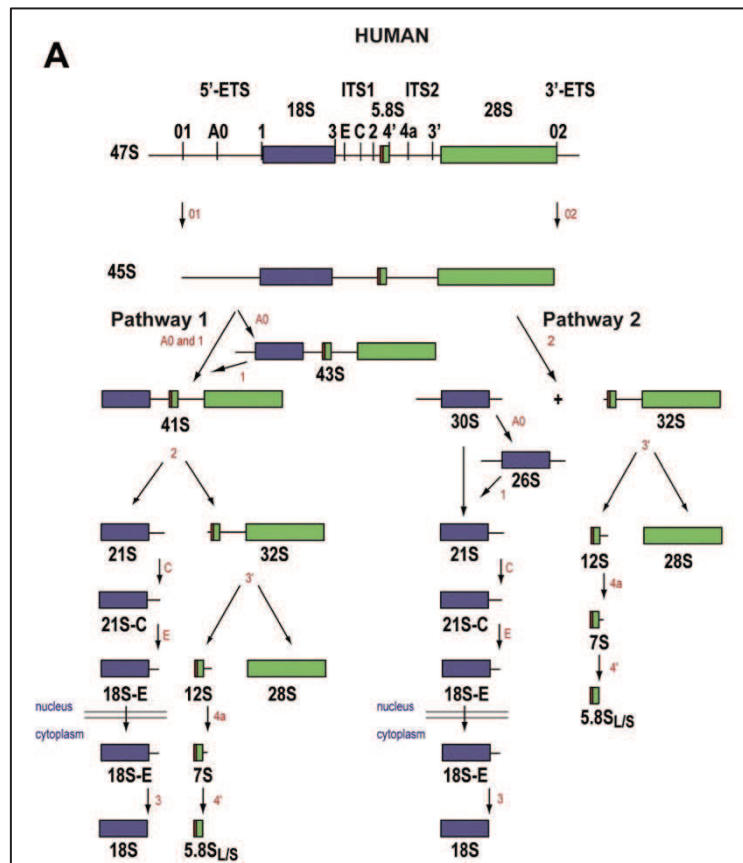 A
HUMAN
5'-ETS ITS1 ITS2 3'-ETS
18S 5.8S 28S
01 A0 1 3 E C 2 4' 4a 3' 02
47S
01 02
45S
Pathway 1 Pathway 2
A0 and 1 A0 2
1 43S
41S 30S + 32S
2 A0 3'
26S
1
21S 32S 21S 12S 28S
C 3' C 4a
21S-C 21S-C 7S
E E 4'
18S-E 12S 28S 18S-E 5.8SL/S
nucleus nucleus
cytoplasm 4a cytoplasm
18S-E 7S 18S-E
3 4' 3
18S 5.8SL/S 18S